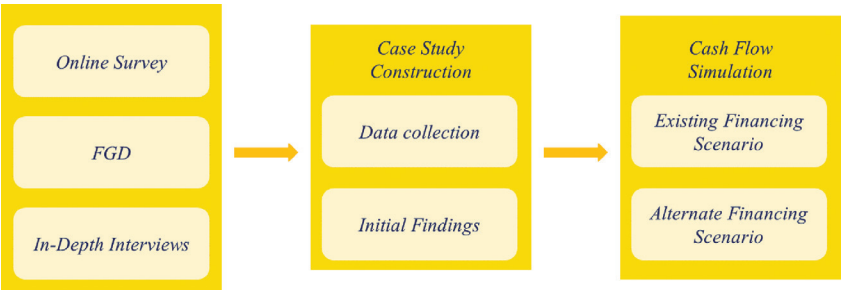 Online Survey
FGD
In-Depth Interviews
Case Study
Construction
Data collection
Initial Findings
Cash Flow
Simulation
Existing Financing
Scenario
Alternate Financing
Scenario